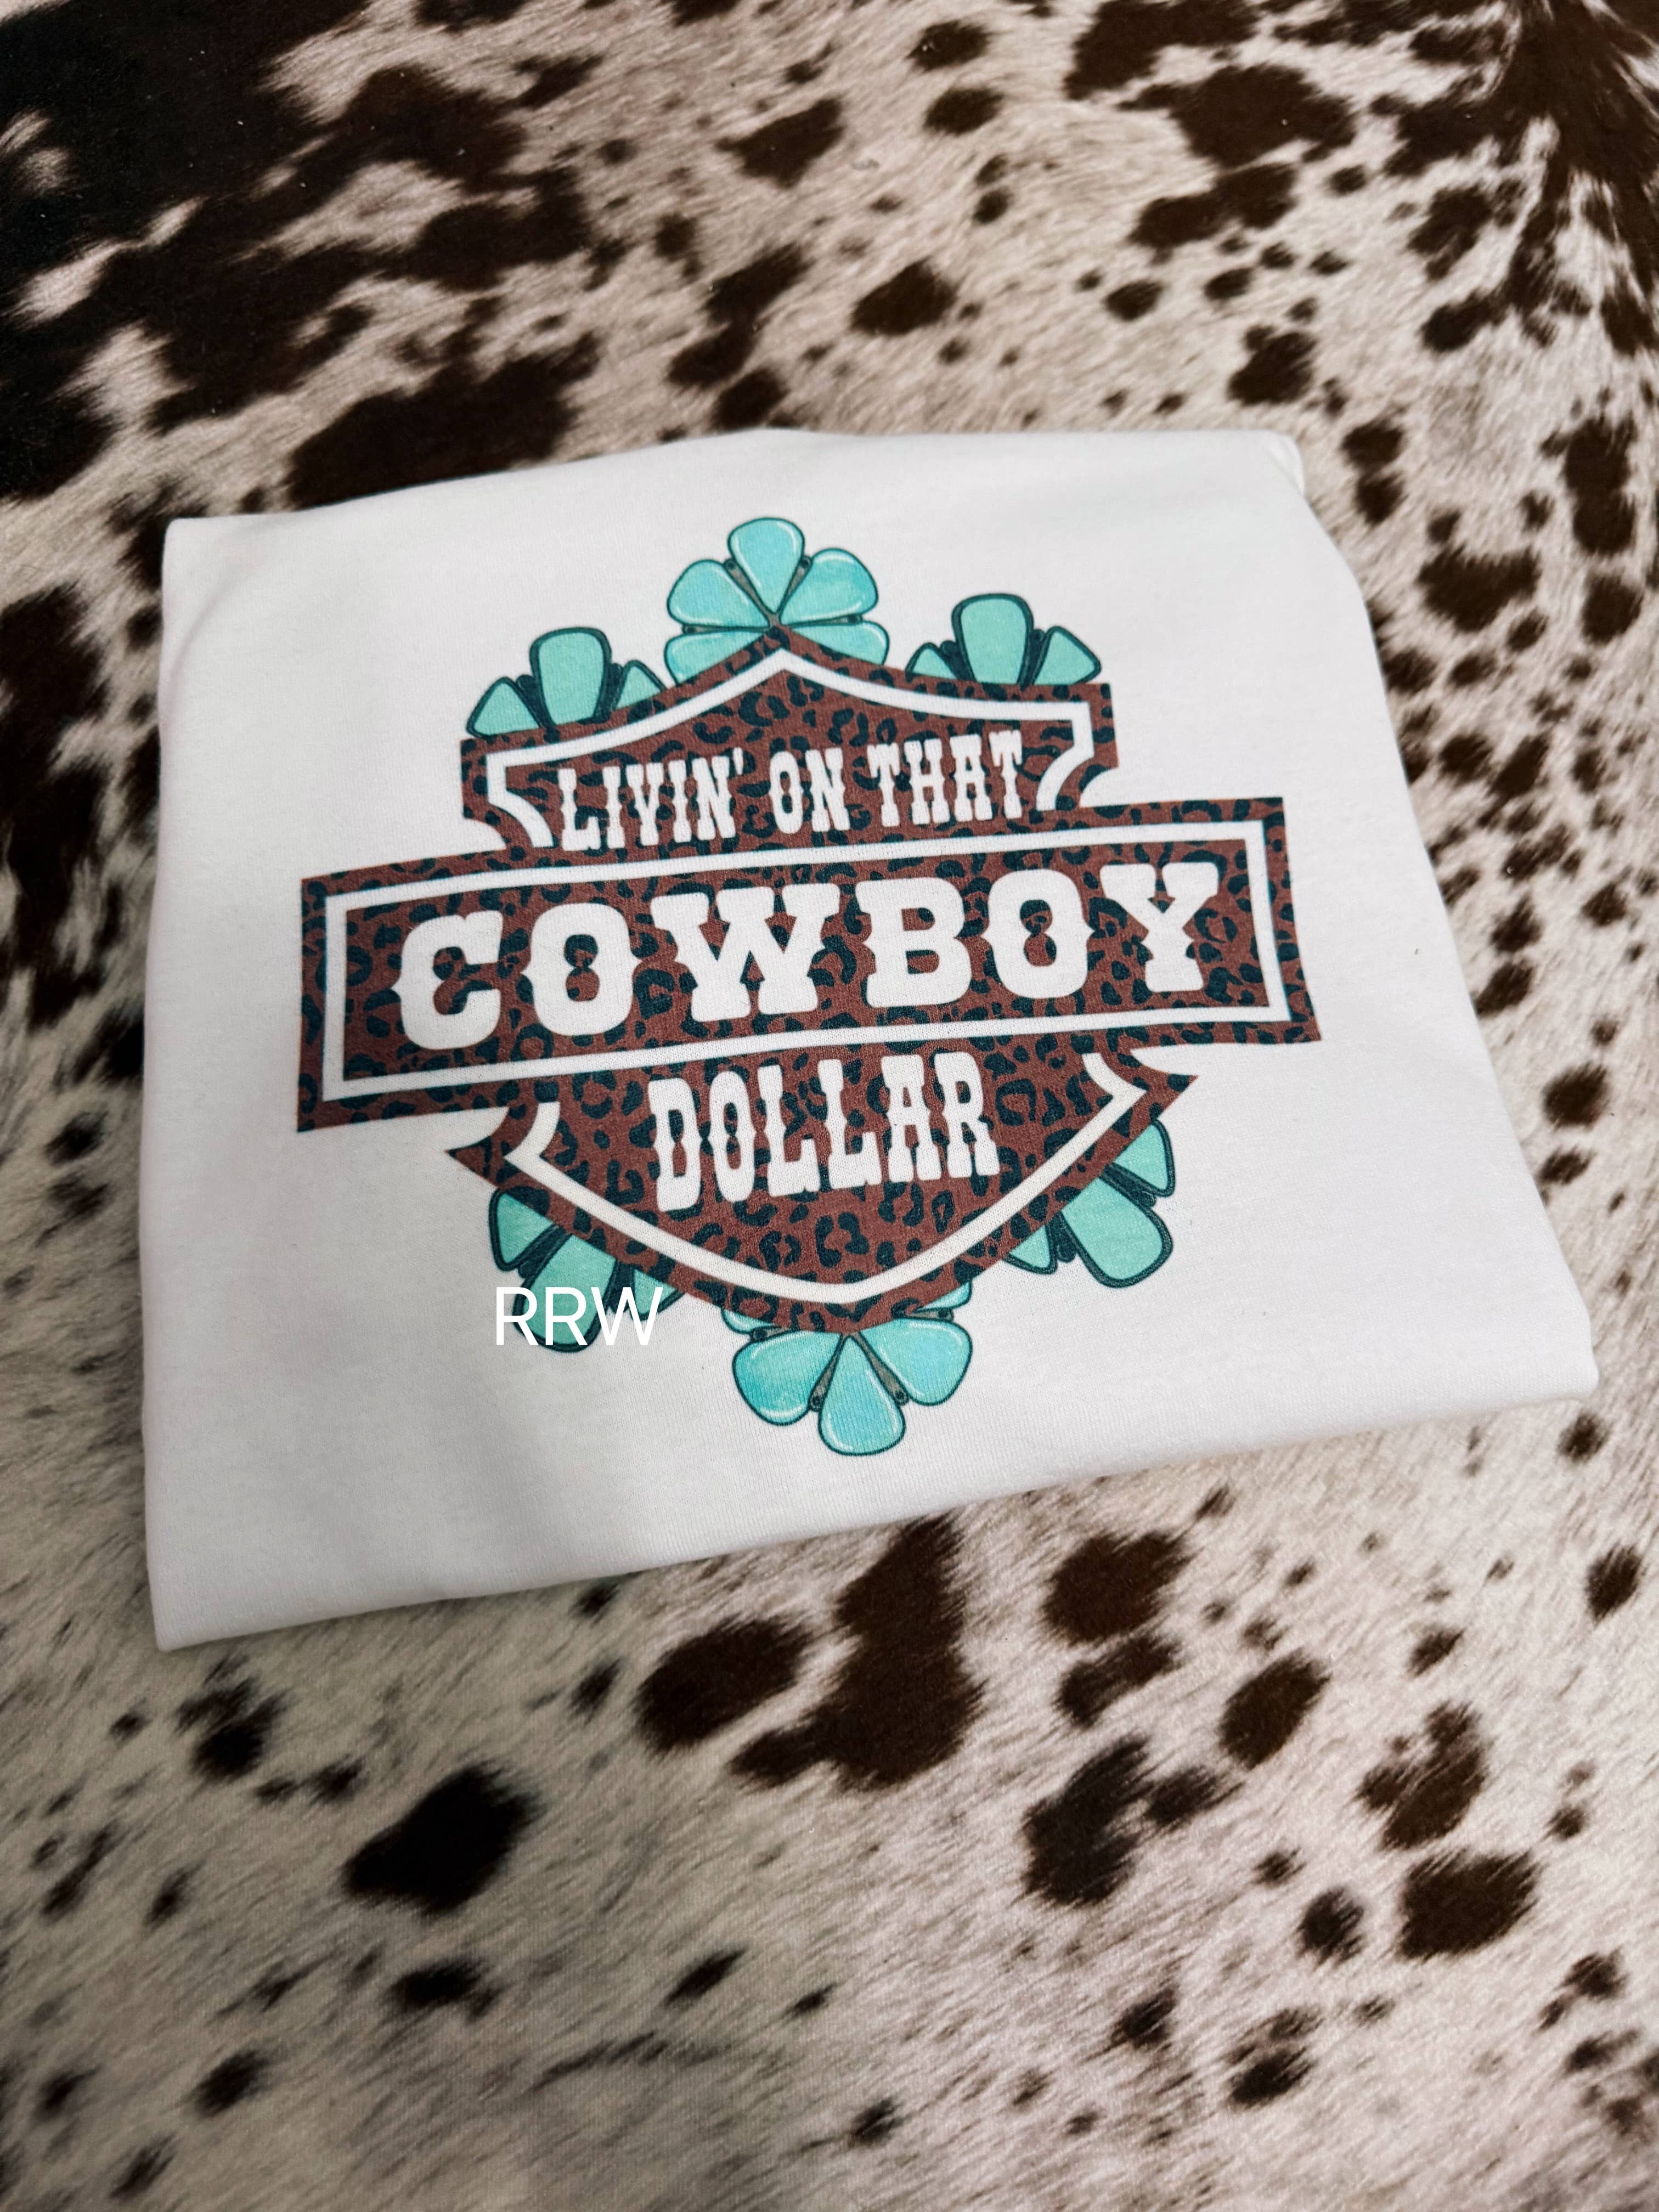 LIVIN' ON THAT
COWBOY
DOLLAR
RRW